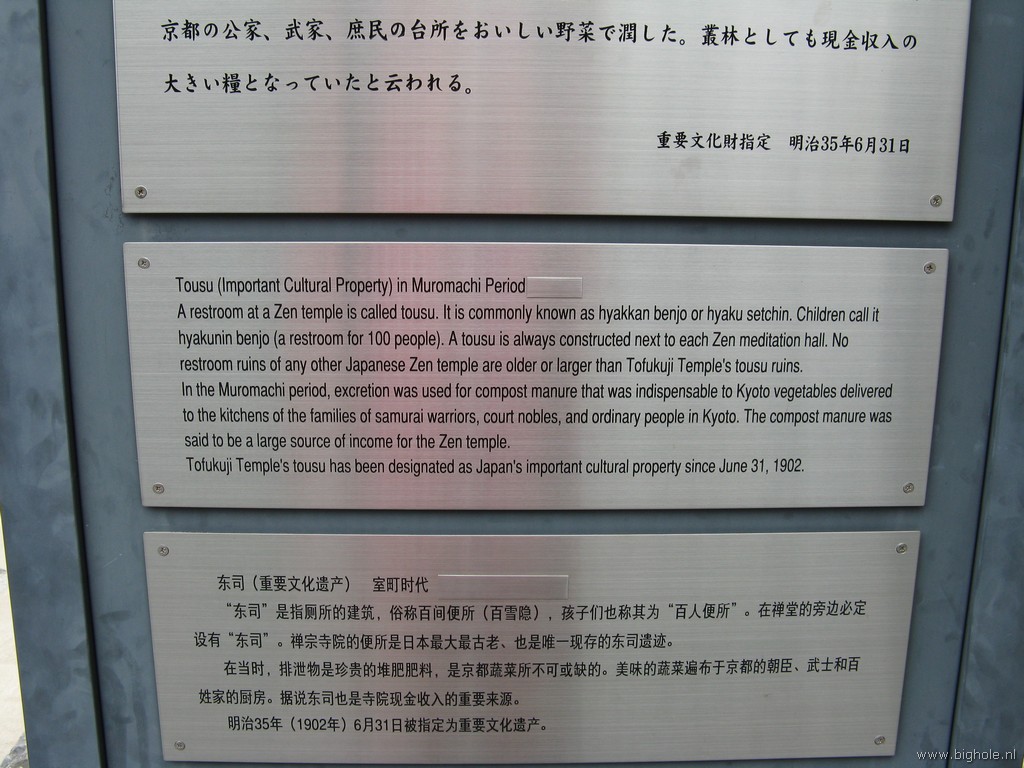 京都の公家、武家、庶民の台所をおいしい野菜で潤した。叢林としても現金収入の
大きい糧となっていたと云われる。
重要文化財指定　明治35年6月31日
Tousu (Important Cultural Property) in Muromachi Period
A restroom at a Zen temple is called tousu. It is commonly known as hyakkan benjo or hyaku setchin. Children call it
hyakunin benjo (a restroom for 100 people). A tousu is always constructed next to each Zen meditation hall. No
restroom ruins of any other Japanese Zen temple are older or larger than Tofukuji Temple's tousu ruins.
In the Muromachi period, excretion was used for compost manure that was indispensable to Kyoto vegetables delivered
to the kitchens of the families of samurai warriors, court nobles, and ordinary people in Kyoto. The compost manure was
said to be a large source of income for the Zen temple.
Tofukuji Temple's tousu has been designated as Japan's important cultural property since June 31, 1902.
东司（重要文化遗产）　室町时代
“东司”是指厕所的建筑，俗称百间便所（百雪隐），孩子们也称其为“百人便所”。在禅堂的旁边必定
设有“东司”。禅宗寺院的便所是日本最大最古老、也是唯一现存的东司遗迹。
在当时，排泄物是珍贵的堆肥肥料，是京都蔬菜所不可或缺的。美味的蔬菜遍布于京都的朝臣、武士和百
姓家的厨房。据说东司也是寺院现金收入的重要来源。
明治35年（1902年）6月31日被指定为重要文化遗产。
www.bighole.nl